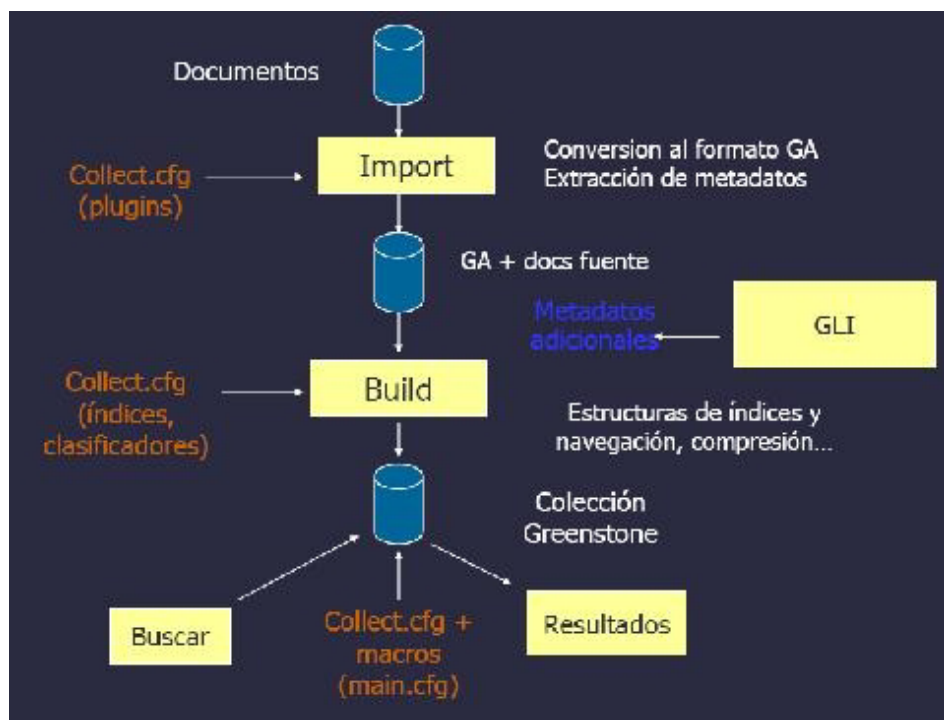 Documentos
Import
Conversion al formato GA
Extracción de metadatos
Collect.cfg
(plugins)
GA + docs fuente
Metadatos
adicionales
GLI
Collect.cfg
(índices,
clasificadores)
Build
Estructuras de índices y
navegación, compresión...
Colección
Greenstone
Buscar
Collect.cfg +
macros
(main.cfg)
Resultados